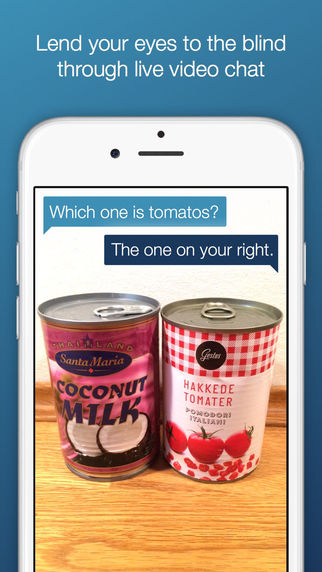 Lend your eyes to the blind
through live video chat
Which one is tomatos?
The one on your right.
THAILAND
Santa Maria
COCONUT
MILK
Gestus
HAKKEDE
TOMATER
POMODORI
ITALIANI